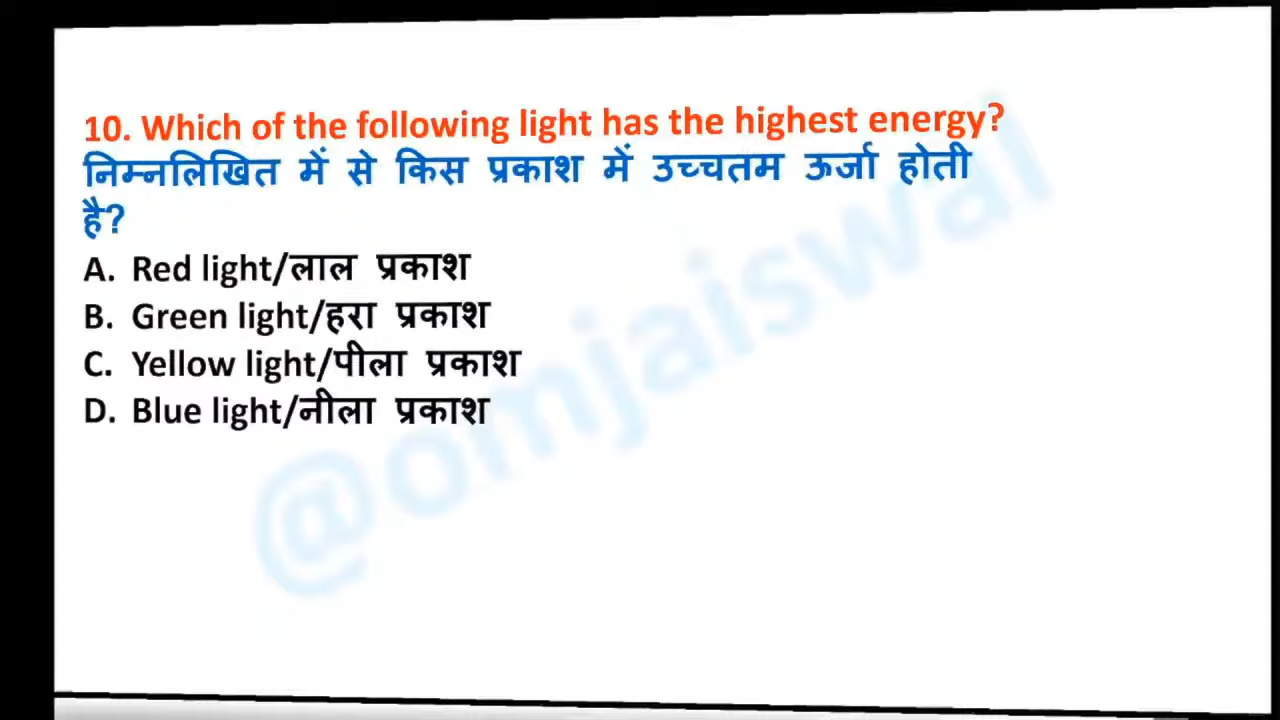 10. Which of the following light has the highest energy?
निम्नलिखित में से किस प्रकाश में उच्चतम ऊर्जा होती
है?
A. Red light/लाल प्रकाश
B. Green light/हरा प्रकाश
C. Yellow light/पीला प्रकाश
D. Blue light/नीला प्रकाश
@omjaiswal